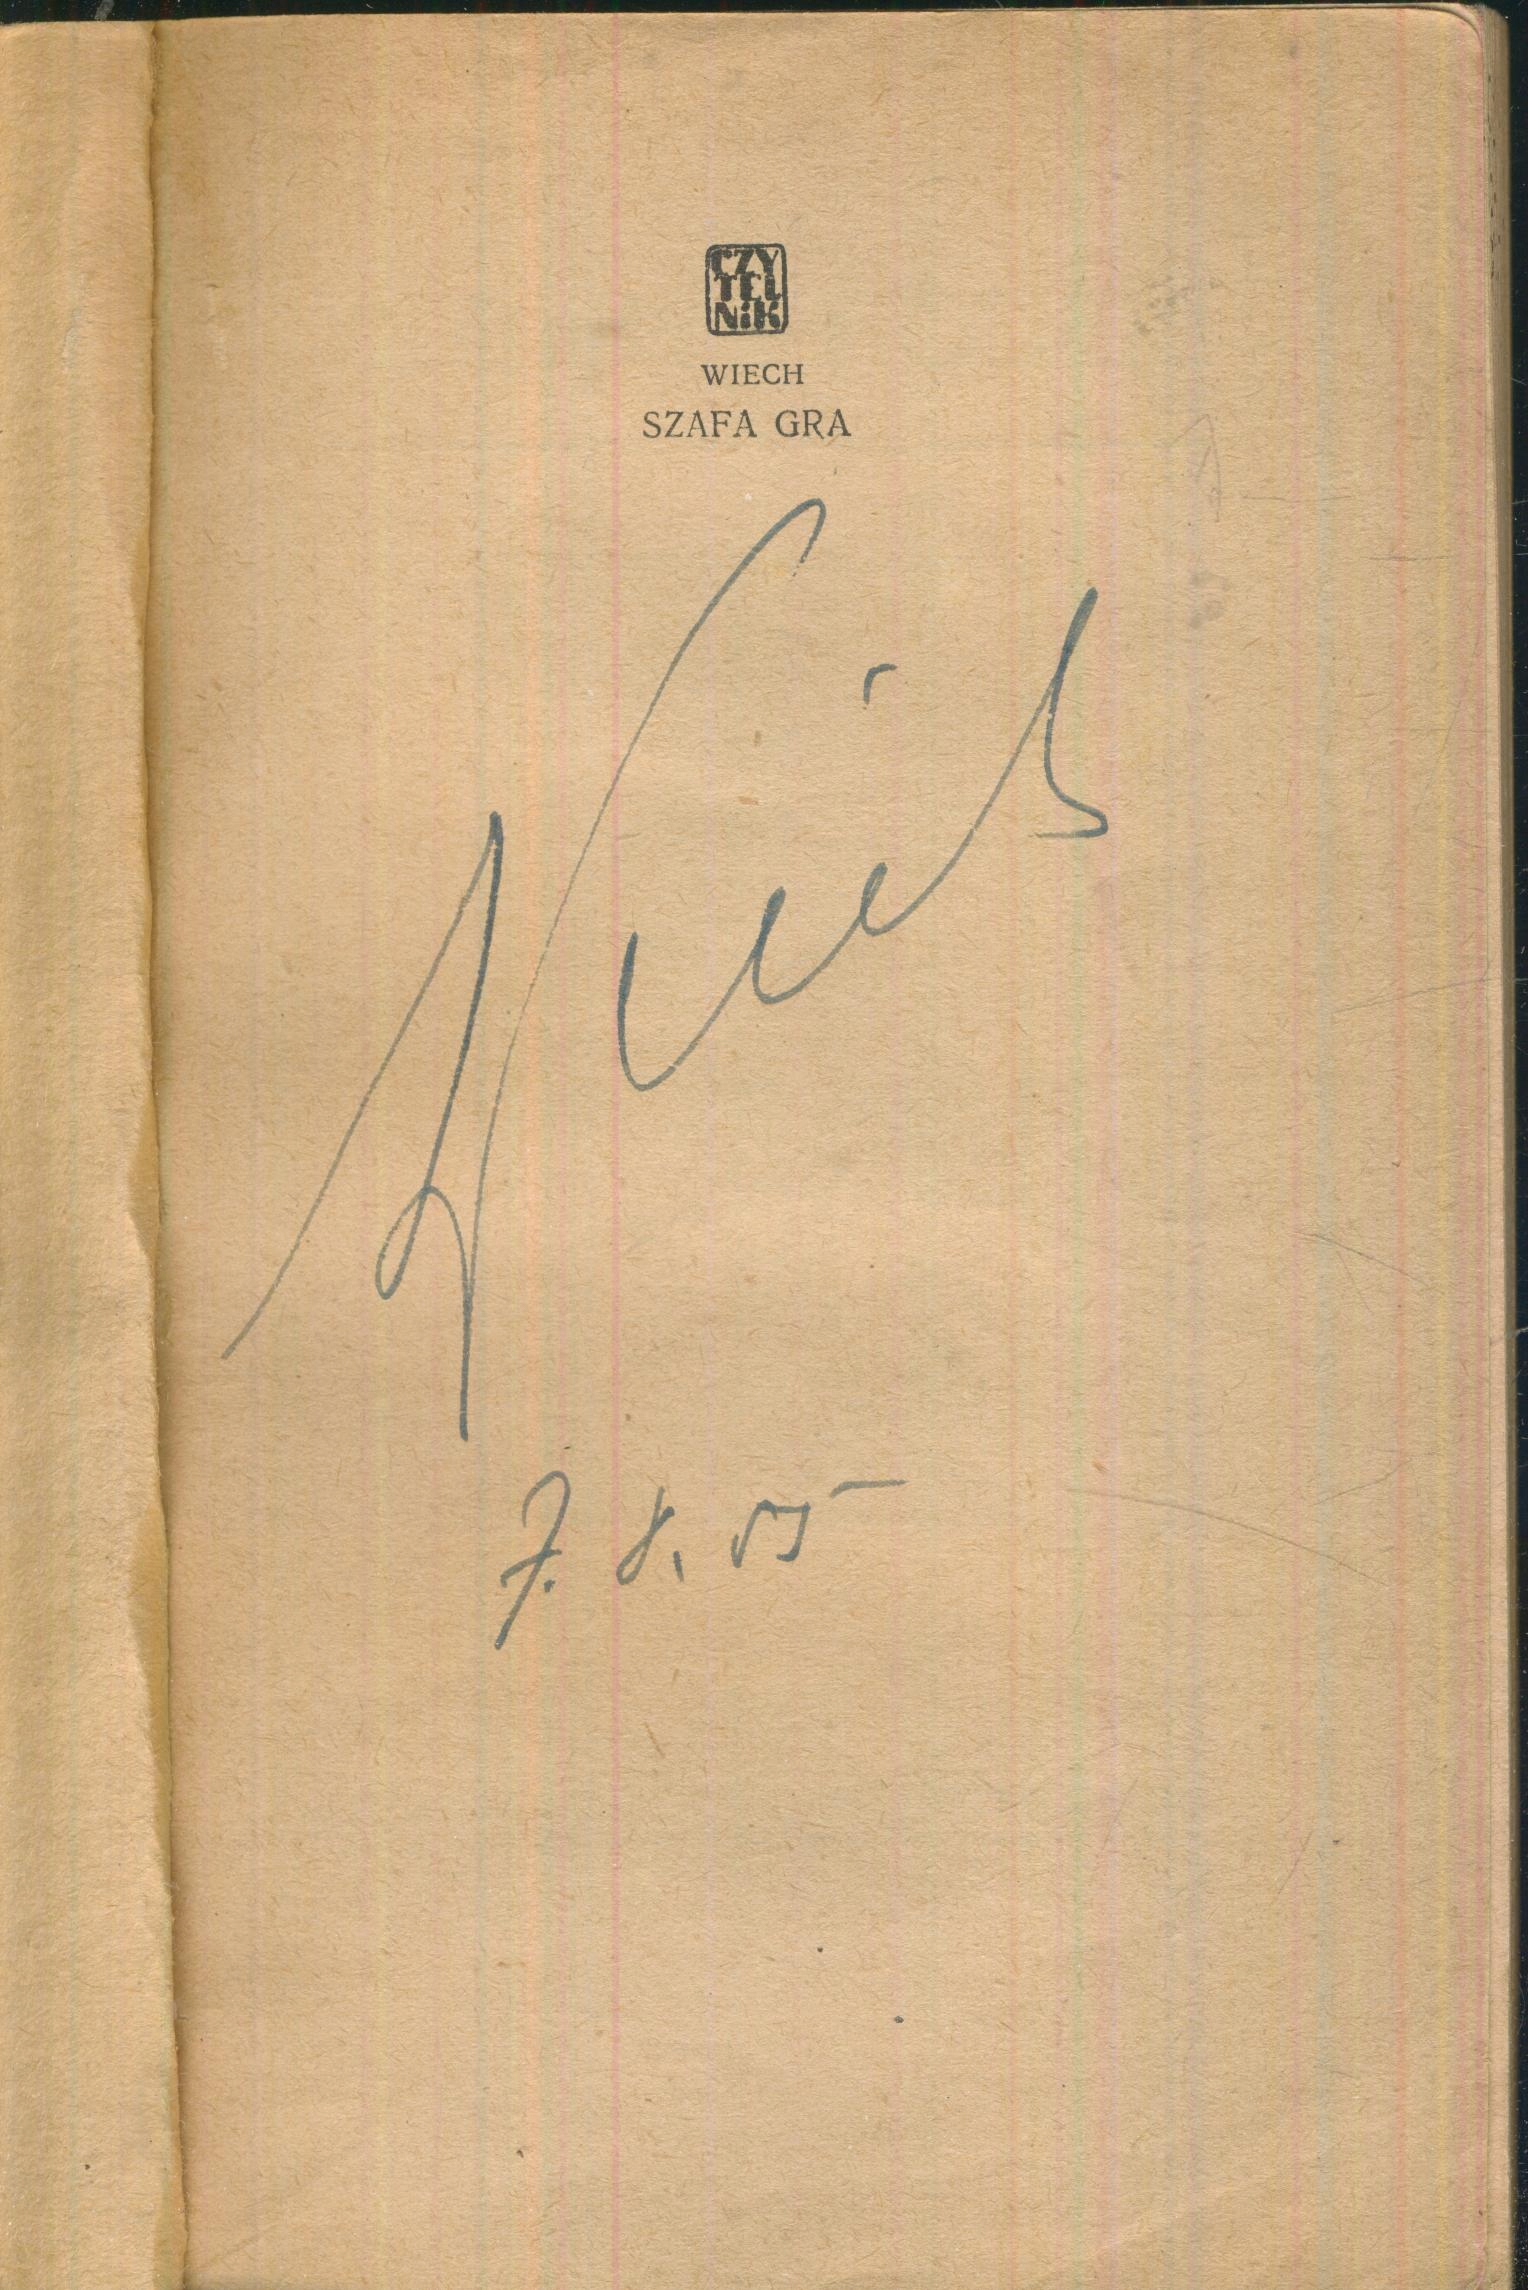 CZY
TEL
NiK
WIECH
SZAFA GRA
Wiech
7. 8. 55